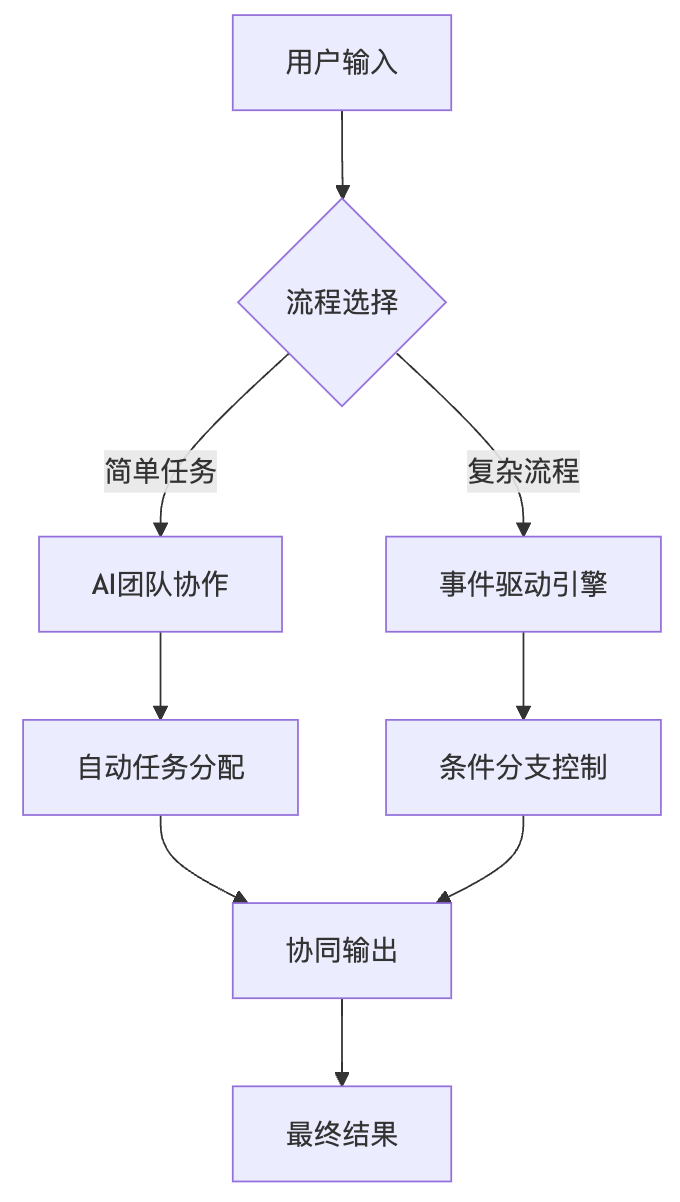 用户输入
流程选择
简单任务
复杂流程
AI团队协作
事件驱动引擎
自动任务分配
条件分支控制
协同输出
最终结果